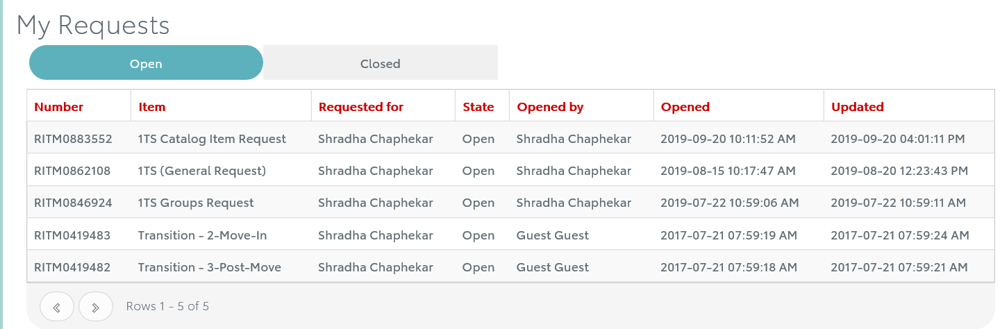 My Requests
Open Closed
Number Item Requested for State Opened by Opened Updated
RITM0883552 1TS Catalog Item Request Shradha Chaphekar Open Shradha Chaphekar 2019-09-20 10:11:52 AM 2019-09-20 04:01:11 PM
RITM0862108 1TS (General Request) Shradha Chaphekar Open Shradha Chaphekar 2019-08-15 10:17:47 AM 2019-08-20 12:23:43 PM
RITM0846924 1TS Groups Request Shradha Chaphekar Open Shradha Chaphekar 2019-07-22 10:59:06 AM 2019-07-22 10:59:11 AM
RITM0419483 Transition - 2-Move-In Shradha Chaphekar Open Guest Guest 2017-07-21 07:59:19 AM 2017-07-21 07:59:24 AM
RITM0419482 Transition - 3-Post-Move Shradha Chaphekar Open Guest Guest 2017-07-21 07:59:18 AM 2017-07-21 07:59:21 AM
Rows 1 - 5 of 5